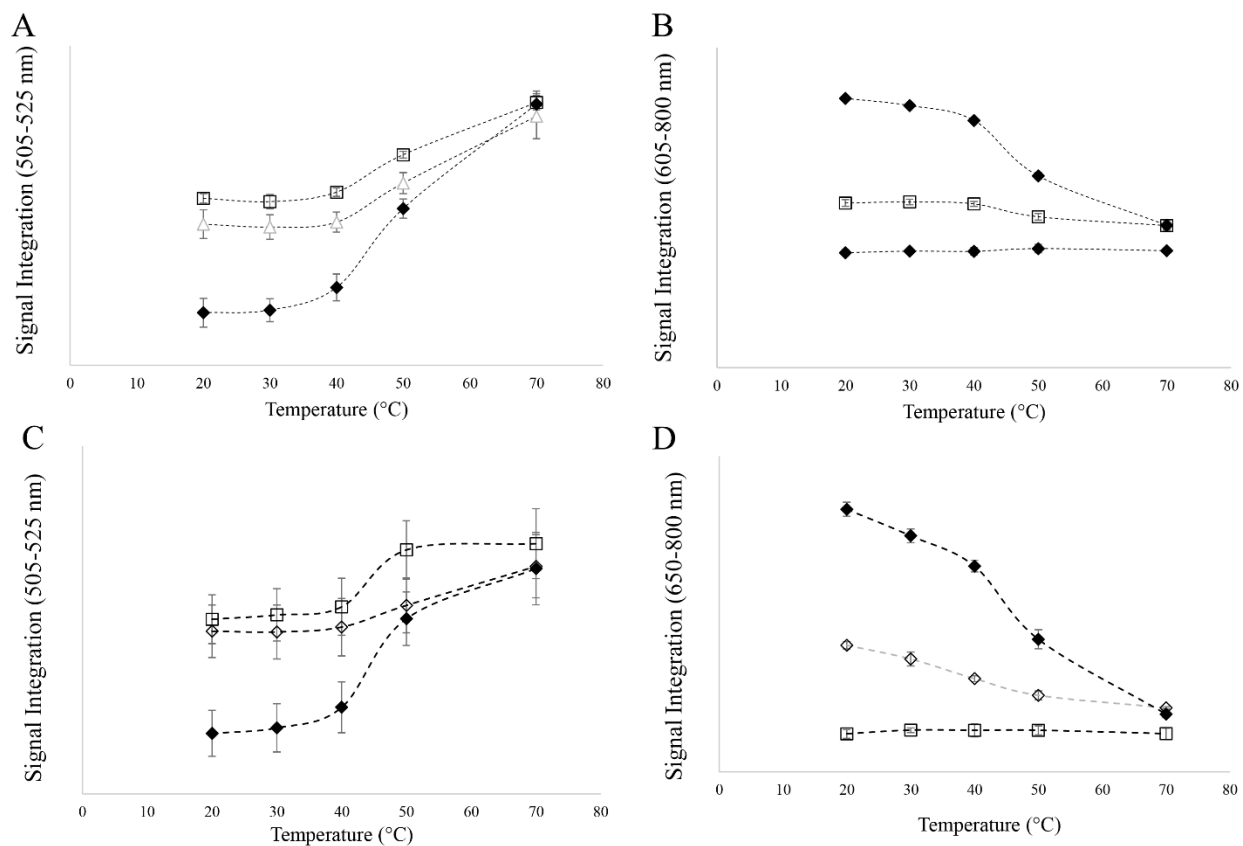 A
Signal Integration (505-525 nm)
0 10 20 30 40 50 60 70 80
Temperature (°C)
B
Signal Integration (605-800 nm)
0 10 20 30 40 50 60 70 80
Temperature (°C)
C
Signal Integration (505-525 nm)
0 10 20 30 40 50 60 70 80
Temperature (°C)
D
Signal Integration (650-800 nm)
0 10 20 30 40 50 60 70 80
Temperature (°C)